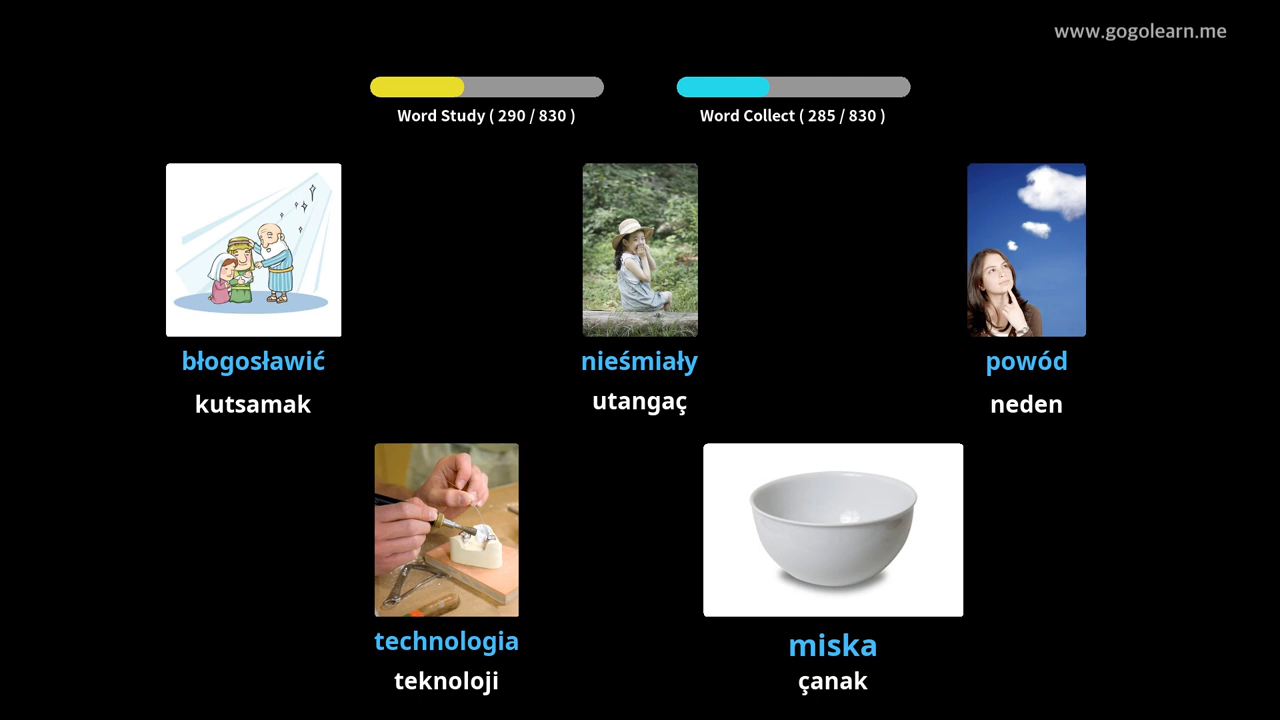 www.gogolearn.me
Word Study ( 290 / 830 )
Word Collect ( 285 / 830 )
błogosławić
kutsamak
nieśmiały
utangaç
powód
neden
technologia
teknoloji
miska
çanak